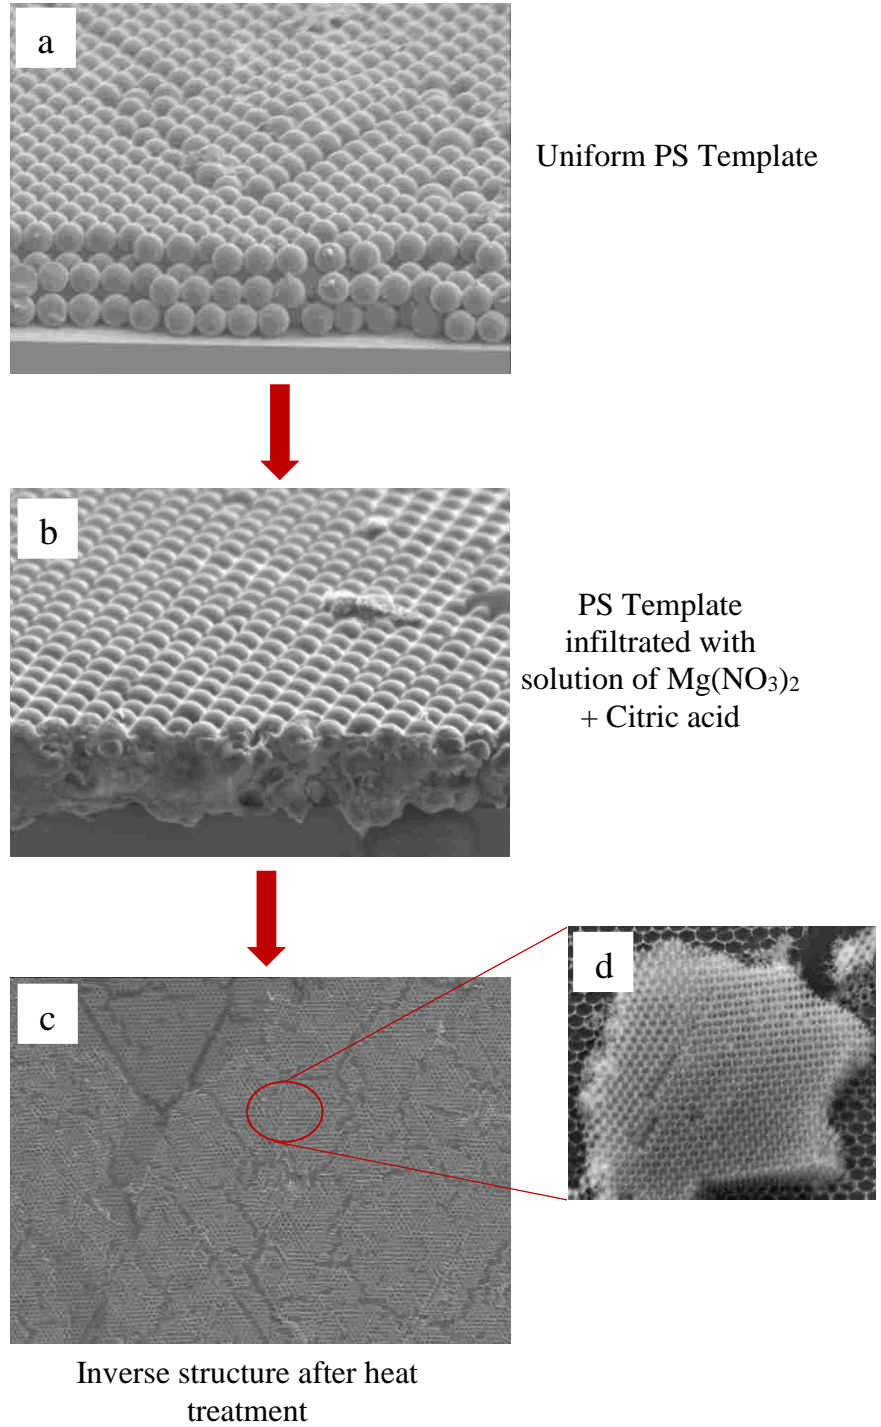 a
Uniform PS Template
b
PS Template
infiltrated with
solution of Mg(NO₃)₂
+ Citric acid
c
d
Inverse structure after heat
treatment